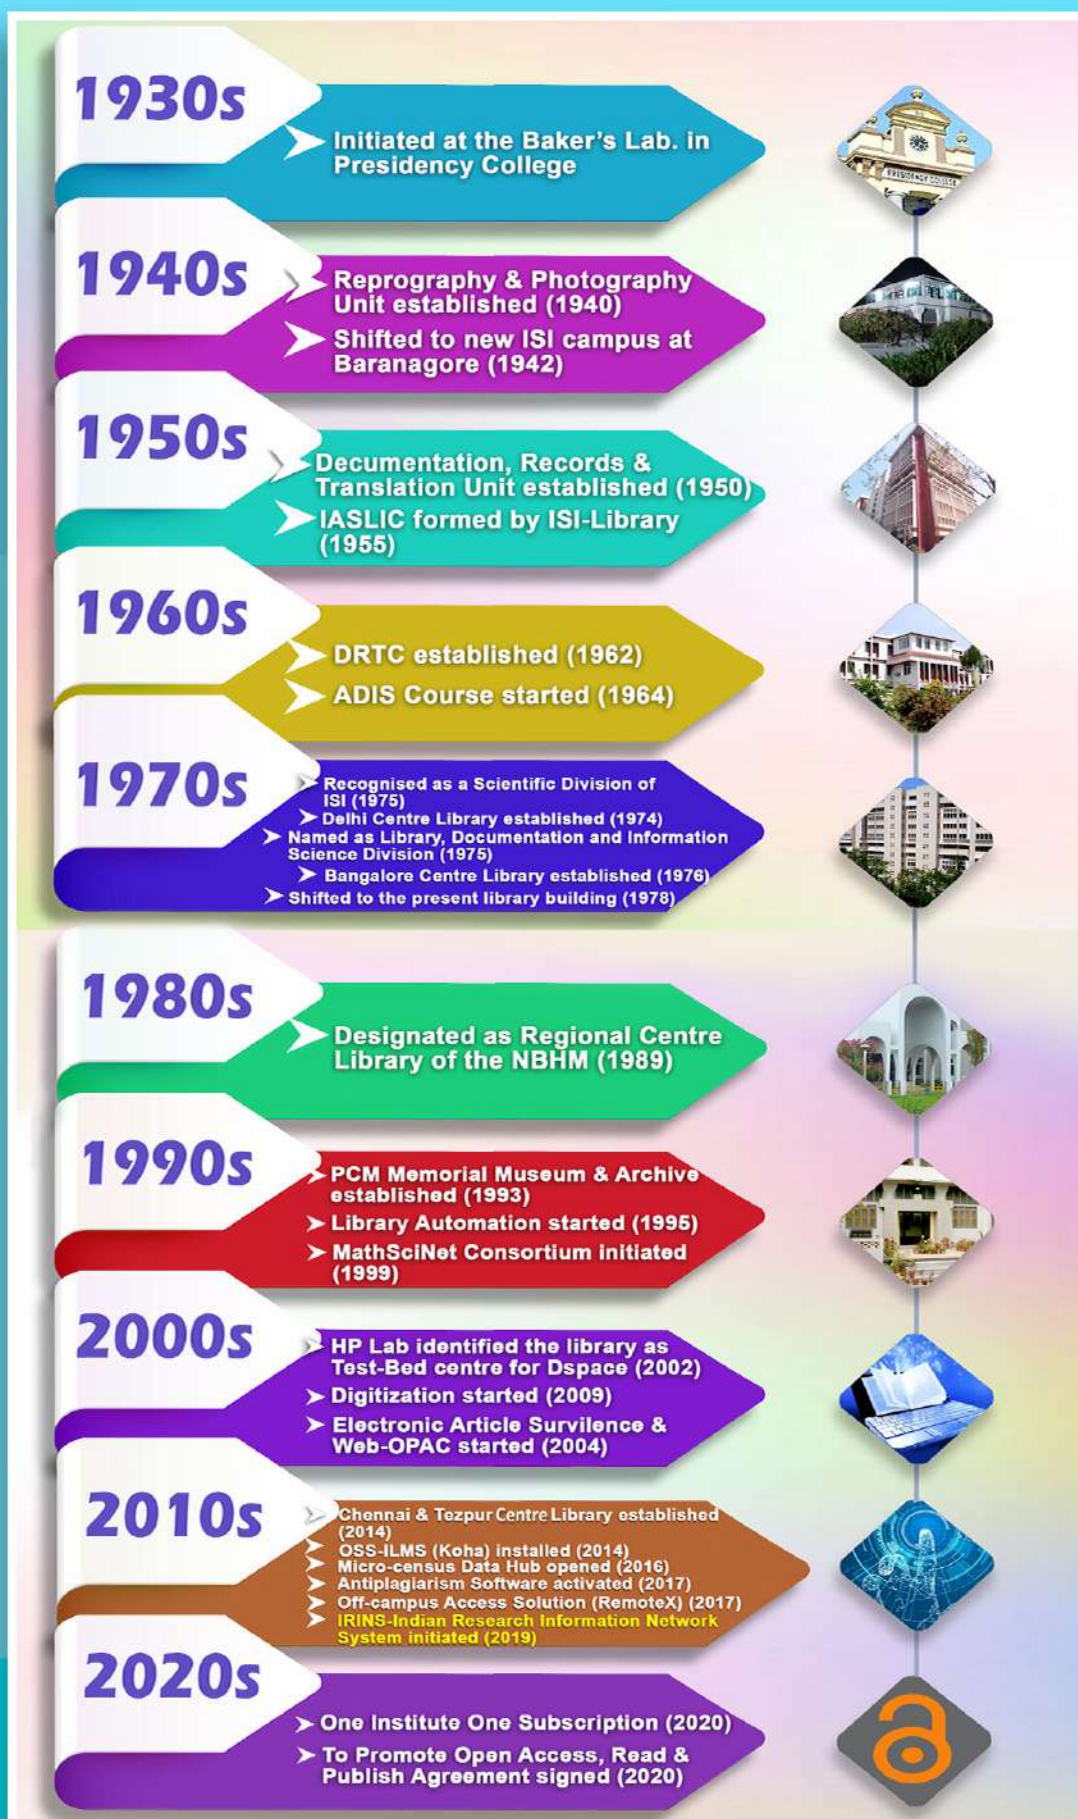 1930s
Initiated at the Baker's Lab. in
Presidency College
PRESIDENCY COLLEGE
1940s
Reprography & Photography
Unit established (1940)
Shifted to new ISI campus at
Baranagore (1942)
1950s
Decumentation, Records &
Translation Unit established (1950)
IASLIC formed by ISI-Library
(1955)
1960s
DRTC established (1962)
ADIS Course started (1964)
1970s
Recognised as a Scientific Division of
ISI (1975)
Delhi Centre Library established (1974)
Named as Library, Documentation and Information
Science Division (1975)
Bangalore Centre Library established (1976)
Shifted to the present library building (1978)
1980s
Designated as Regional Centre
Library of the NBHM (1989)
1990s
PCM Memorial Museum & Archive
established (1993)
Library Automation started (1995)
MathSciNet Consortium initiated
(1999)
2000s
HP Lab identified the library as
Test-Bed centre for Dspace (2002)
Digitization started (2009)
Electronic Article Survilence &
Web-OPAC started (2004)
2010s
Chennai & Tezpur Centre Library established
(2014)
OSS-ILMS (Koha) installed (2014)
Micro-census Data Hub opened (2016)
Antiplagiarism Software activated (2017)
Off-campus Access Solution (RemoteX) (2017)
IRINS-Indian Research Information Network
System initiated (2019)
2020s
One Institute One Subscription (2020)
To Promote Open Access, Read &
Publish Agreement signed (2020)